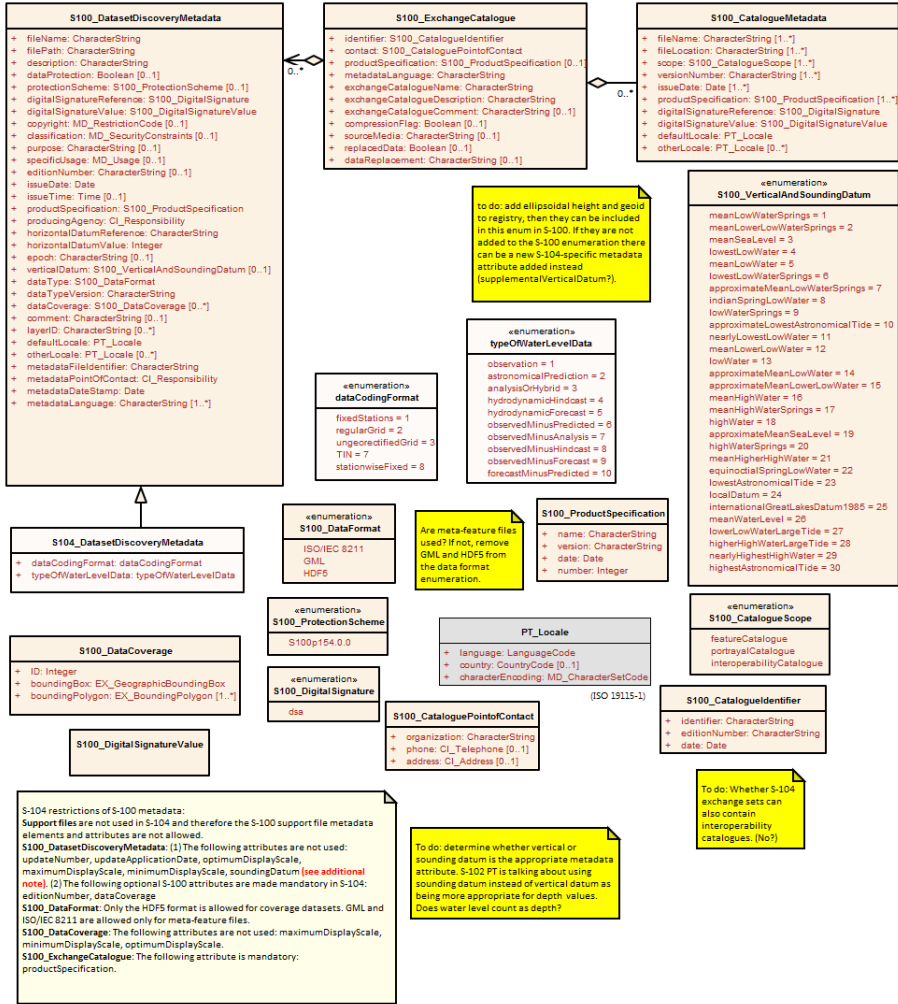 S100_DatasetDiscoveryMetadata
+ fileName: CharacterString
+ filePath: CharacterString
+ description: CharacterString
+ dataProtection: Boolean [0..1]
+ protectionScheme: S100_ProtectionScheme [0..1]
+ digitalSignatureReference: S100_DigitalSignature
+ digitalSignatureValue: S100_DigitalSignatureValue
+ copyright: MD_RestrictionCode [0..1]
+ classification: MD_SecurityConstraints [0..1]
+ purpose: CharacterString [0..1]
+ specificUsage: MD_Usage [0..1]
+ editionNumber: CharacterString [0..1]
+ issueDate: Date
+ issueTime: Time [0..1]
+ productSpecification: S100_ProductSpecification
+ producingAgency: CI_Responsibility
+ horizontalDatumReference: CharacterString
+ horizontalDatumValue: Integer
+ epoch: CharacterString [0..1]
+ verticalDatum: S100_VerticalAndSoundingDatum [0..1]
+ dataType: S100_DataFormat
+ dataTypeVersion: CharacterString
+ dataCoverage: S100_DataCoverage [0..*]
+ comment: CharacterString [0..1]
+ layerID: CharacterString [0..*]
+ defaultLocale: PT_Locale
+ otherLocale: PT_Locale [0..*]
+ metadataFileIdentifier: CharacterString
+ metadataPointOfContact: CI_Responsibility
+ metadataDateStamp: Date
+ metadataLanguage: CharacterString [1..*]
0..*
S100_ExchangeCatalogue
+ identifier: S100_CatalogueIdentifier
+ contact: S100_CataloguePointofContact
+ productSpecification: S100_ProductSpecification [0..1]
+ metadataLanguage: CharacterString
+ exchangeCatalogueName: CharacterString
+ exchangeCatalogueDescription: CharacterString
+ exchangeCatalogueComment: CharacterString [0..1]
+ compressionFlag: Boolean [0..1]
+ sourceMedia: CharacterString [0..1]
+ replacedData: Boolean [0..1]
+ dataReplacement: CharacterString [0..1]
0..*
S100_CatalogueMetadata
+ fileName: CharacterString [1..*]
+ fileLocation: CharacterString [1..*]
+ scope: S100_CatalogueScope [1..*]
+ versionNumber: CharacterString [1..*]
+ issueDate: Date [1..*]
+ productSpecification: S100_ProductSpecification [1..*]
+ digitalSignatureReference: S100_DigitalSignature
+ digitalSignatureValue: S100_DigitalSignatureValue
+ defaultLocale: PT_Locale
+ otherLocale: PT_Locale [0..*]
to do: add ellipsoidal height and geoid
to registry, then they can be included
in this enum in S-100. If they are not
added to the S-100 enumeration there
can be a new S-104-specific metadata
attribute added instead
(supplementalVerticalDatum?).
«enumeration»
S100_VerticalAndSoundingDatum
meanLowWaterSprings = 1
meanLowerLowWaterSprings = 2
meanSeaLevel = 3
lowestLowWater = 4
meanLowWater = 5
lowestLowWaterSprings = 6
approximateMeanLowWaterSprings = 7
indianSpringLowWater = 8
lowWaterSprings = 9
approximateLowestAstronomicalTide = 10
nearlyLowestLowWater = 11
meanLowerLowWater = 12
lowWater = 13
approximateMeanLowWater = 14
approximateMeanLowerLowWater = 15
meanHighWater = 16
meanHighWaterSprings = 17
highWater = 18
approximateMeanSeaLevel = 19
highWaterSprings = 20
meanHigherHighWater = 21
equinoctialSpringLowWater = 22
lowestAstronomicalTide = 23
localDatum = 24
internationalGreatLakesDatum1985 = 25
meanWaterLevel = 26
lowerLowWaterLargeTide = 27
higherHighWaterLargeTide = 28
nearlyHighestHighWater = 29
highestAstronomicalTide = 30
«enumeration»
typeOfWaterLevelData
observation = 1
astronomicalPrediction = 2
analysisOrHybrid = 3
hydrodynamicHindcast = 4
hydrodynamicForecast = 5
observedMinusPredicted = 6
observedMinusAnalysis = 7
observedMinusHindcast = 8
observedMinusForecast = 9
forecastMinusPredicted = 10
«enumeration»
dataCodingFormat
fixedStations = 1
regularGrid = 2
ungeorectifiedGrid = 3
TIN = 7
stationwiseFixed = 8
S104_DatasetDiscoveryMetadata
+ dataCodingFormat: dataCodingFormat
+ typeOfWaterLevelData: typeOfWaterLevelData
«enumeration»
S100_DataFormat
ISO/IEC 8211
GML
HDF5
Are meta-feature files
used? If not, remove
GML and HDF5 from
the data format
enumeration.
S100_ProductSpecification
+ name: CharacterString
+ version: CharacterString
+ date: Date
+ number: Integer
«enumeration»
S100_ProtectionScheme
S100p154.0.0
PT_Locale
+ language: LanguageCode
+ country: CountryCode [0..1]
+ characterEncoding: MD_CharacterSetCode
(ISO 19115-1)
«enumeration»
S100_CatalogueScope
featureCatalogue
portrayalCatalogue
interoperabilityCatalogue
S100_DataCoverage
+ ID: Integer
+ boundingBox: EX_GeographicBoundingBox
+ boundingPolygon: EX_BoundingPolygon [1..*]
«enumeration»
S100_DigitalSignature
dsa
S100_CataloguePointofContact
+ organization: CharacterString
+ phone: CI_Telephone [0..1]
+ address: CI_Address [0..1]
S100_CatalogueIdentifier
+ identifier: CharacterString
+ editionNumber: CharacterString
+ date: Date
S100_DigitalSignatureValue
To do: Whether S-104
exchange sets can
also contain
interoperability
catalogues. (No?)
S-104 restrictions of S-100 metadata:
Support files are not used in S-104 and therefore the S-100 support file metadata
elements and attributes are not allowed.
S100_DatasetDiscoveryMetadata: (1) The following attributes are not used:
updateNumber, updateApplicationDate, optimumDisplayScale,
maximumDisplayScale, minimumDisplayScale, soundingDatum (see additional
note). (2) The following optional S-100 attributes are made mandatory in S-104:
editionNumber, dataCoverage
S100_DataFormat: Only the HDF5 format is allowed for coverage datasets. GML and
ISO/IEC 8211 are allowed only for meta-feature files.
S100_DataCoverage: The following attributes are not used: maximumDisplayScale,
minimumDisplayScale, optimumDisplayScale.
S100_ExchangeCatalogue: The following attribute is mandatory:
productSpecification.
To do: determine whether vertical or
sounding datum is the appropriate metadata
attribute. S-102 PT is talking about using
sounding datum instead of vertical datum as
being more appropriate for depth values.
Does water level count as depth?